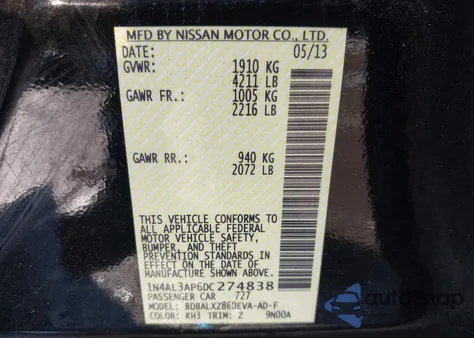 MFD BY NISSAN MOTOR CO., LTD.
DATE: 05/13
GVWR: 1910 KG
4211 LB
GAWR FR.: 1005 KG
2216 LB
GAWR RR.: 940 KG
2072 LB
THIS VEHICLE CONFORMS TO
ALL APPLICABLE FEDERAL
MOTOR VEHICLE SAFETY,
BUMPER, AND THEFT
PREVENTION STANDARDS
IN EFFECT ON THE DATE OF
MANUFACTURE SHOWN ABOVE.
1N4AL3AP6DC274838
PASSENGER CAR 727
MODEL: BDBALXZ86DEVA-AD-F
COLOR: KH3 TRIM: Z 9N00A
AutoSnap